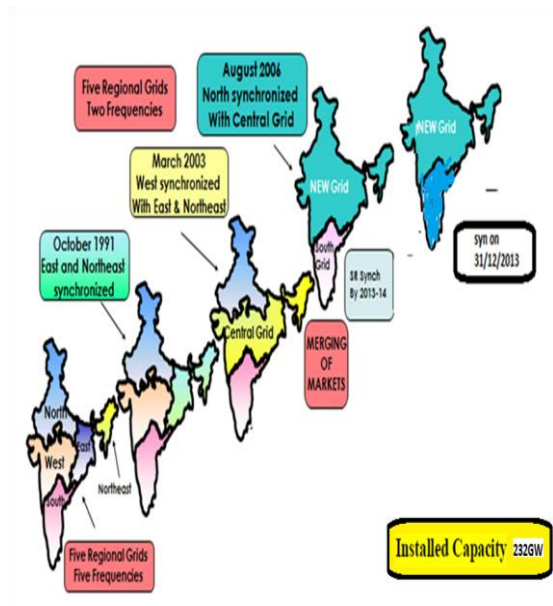 Five Regional Grids
Two Frequencies
August 2006
North synchronized
With Central Grid
NEW Grid
March 2003
West synchronized
With East & Northeast
NEW Grid
South
Grid
syn on
31/12/2013
October 1991
East and Northeast
synchronized
SR Synch
By 2013-14
Central Grid
MERGING
OF
MARKETS
North
East
West
South
Northeast
Five Regional Grids
Five Frequencies
Installed Capacity 232GW